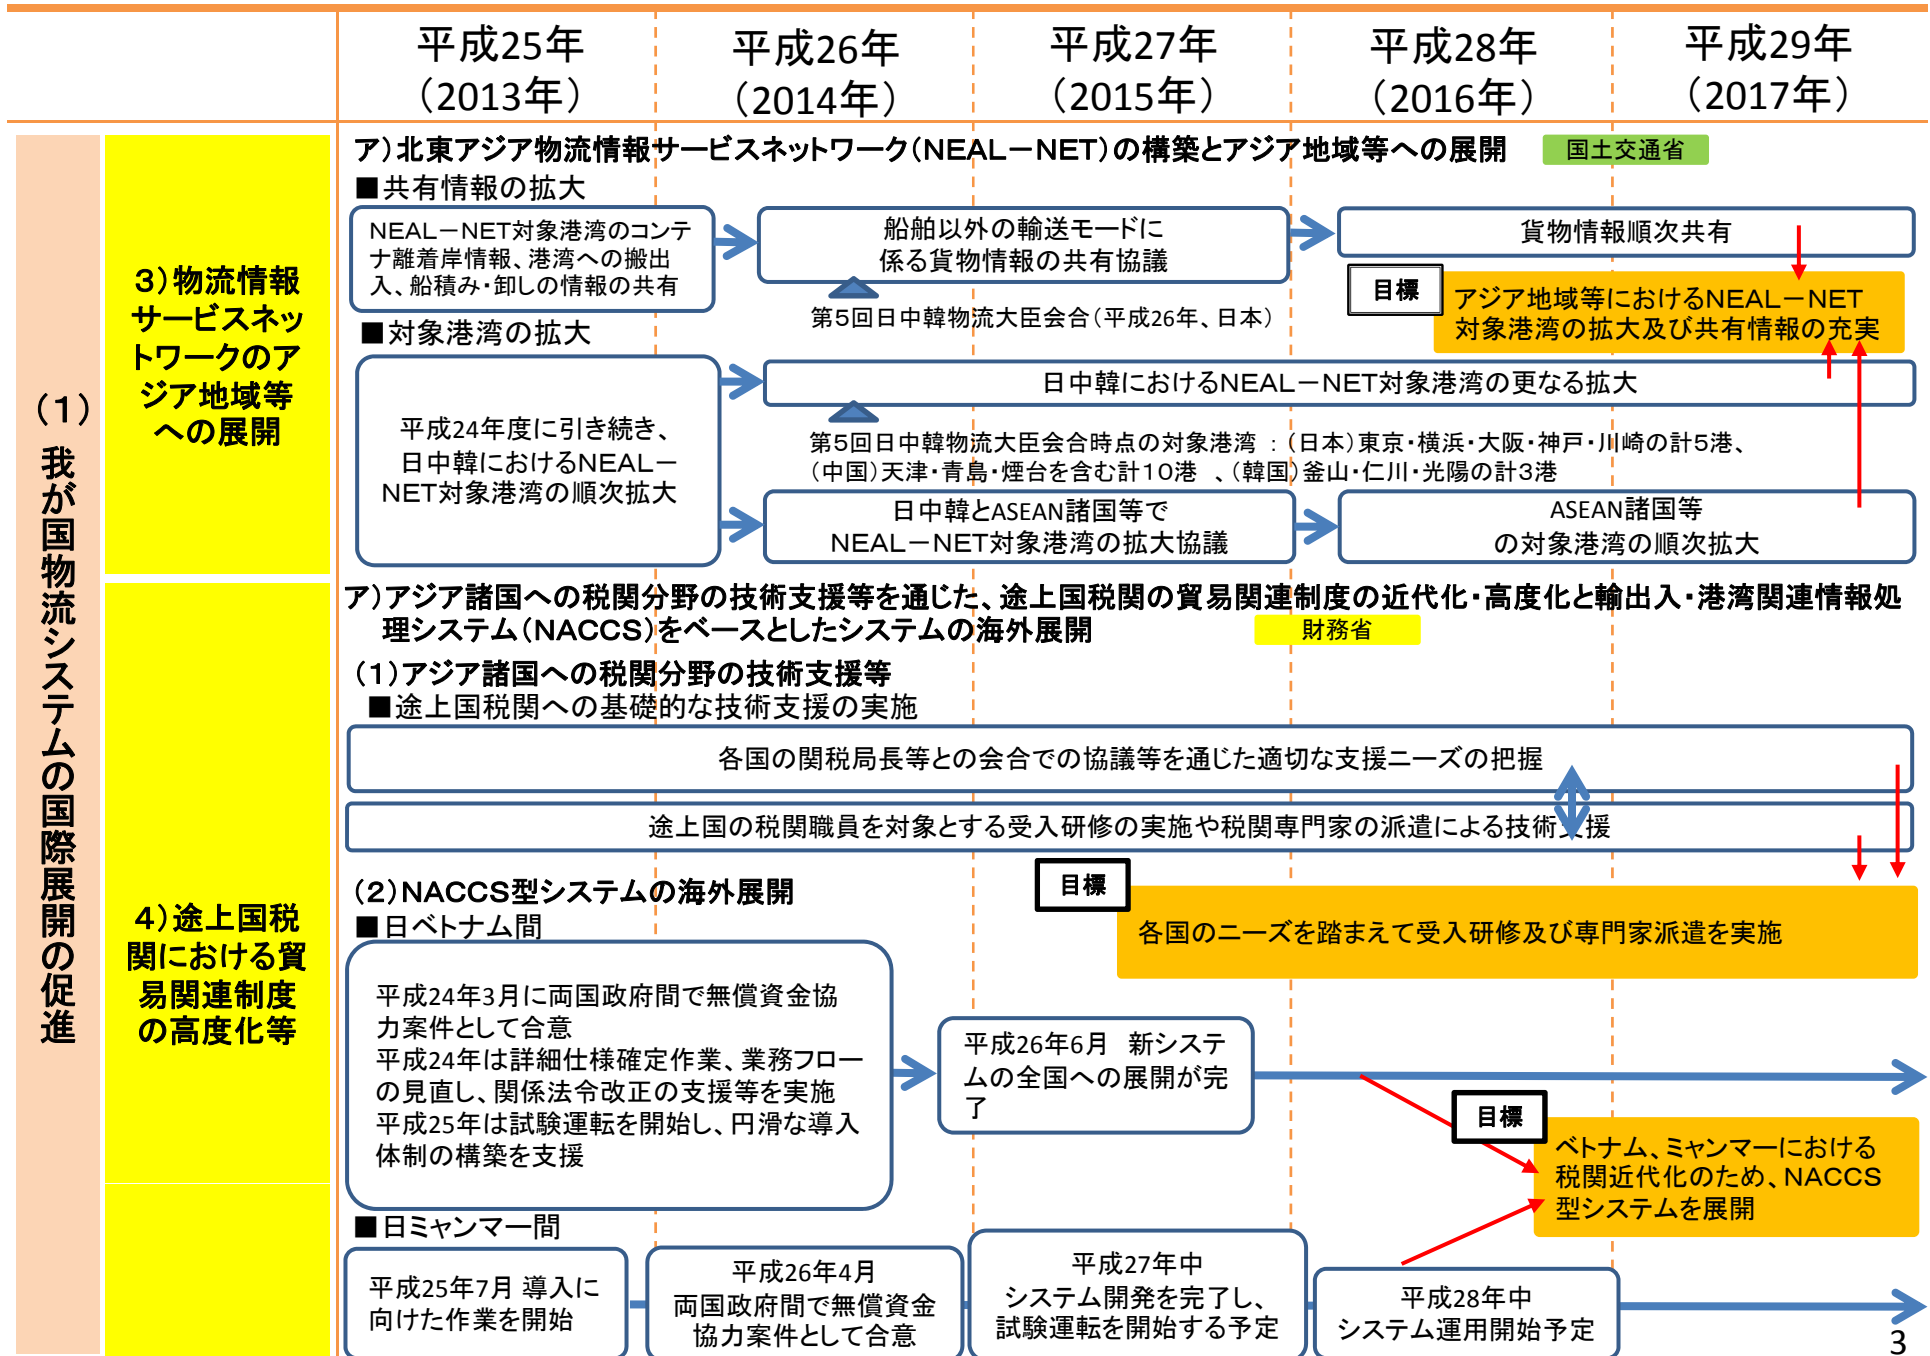 平成25年
（2013年）
平成26年
（2014年）
平成27年
（2015年）
平成28年
（2016年）
平成29年
（2017年）
（1）我が国物流システムの国際展開の促進
3）物流情報
サービスネッ
トワークのア
ジア地域等
への展開
ア）北東アジア物流情報サービスネットワーク（NEAL－NET）の構築とアジア地域等への展開
国土交通省
■共有情報の拡大
NEAL－NET対象港湾のコンテ
ナ離着岸情報、港湾への搬出
入、船積み・卸しの情報の共有
船舶以外の輸送モードに
係る貨物情報の共有協議
貨物情報順次共有
第5回日中韓物流大臣会合（平成26年、日本）
目標
アジア地域等におけるNEAL－NET
対象港湾の拡大及び共有情報の充実
■対象港湾の拡大
平成24年度に引き続き、
日中韓におけるNEAL－
NET対象港湾の順次拡大
日中韓におけるNEAL－NET対象港湾の更なる拡大
第5回日中韓物流大臣会合時点の対象港湾 ：（日本）東京・横浜・大阪・神戸・川崎の計5港、
（中国）天津・青島・煙台を含む計10港 、（韓国）釜山・仁川・光陽の計3港
日中韓とASEAN諸国等で
NEAL－NET対象港湾の拡大協議
ASEAN諸国等
の対象港湾の順次拡大
4）途上国税
関における貿
易関連制度
の高度化等
ア）アジア諸国への税関分野の技術支援等を通じた、途上国税関の貿易関連制度の近代化・高度化と輸出入・港湾関連情報処
理システム（NACCS）をベースとしたシステムの海外展開
財務省
（1）アジア諸国への税関分野の技術支援等
■途上国税関への基礎的な技術支援の実施
各国の関税局長等との会合での協議等を通じた適切な支援ニーズの把握
途上国の税関職員を対象とする受入研修の実施や税関専門家の派遣による技術支援
目標
各国のニーズを踏まえて受入研修及び専門家派遣を実施
（2）NACCS型システムの海外展開
■日ベトナム間
平成24年3月に両国政府間で無償資金協
力案件として合意
平成24年は詳細仕様確定作業、業務フロー
の見直し、関係法令改正の支援等を実施
平成25年は試験運転を開始し、円滑な導入
体制の構築を支援
平成26年6月 新システ
ムの全国への展開が完
了
目標
ベトナム、ミャンマーにおける
税関近代化のため、NACCS
型システムを展開
■日ミャンマー間
平成25年7月 導入に
向けた作業を開始
平成26年4月
両国政府間で無償資金
協力案件として合意
平成27年中
システム開発を完了し、
試験運転を開始する予定
平成28年中
システム運用開始予定
3